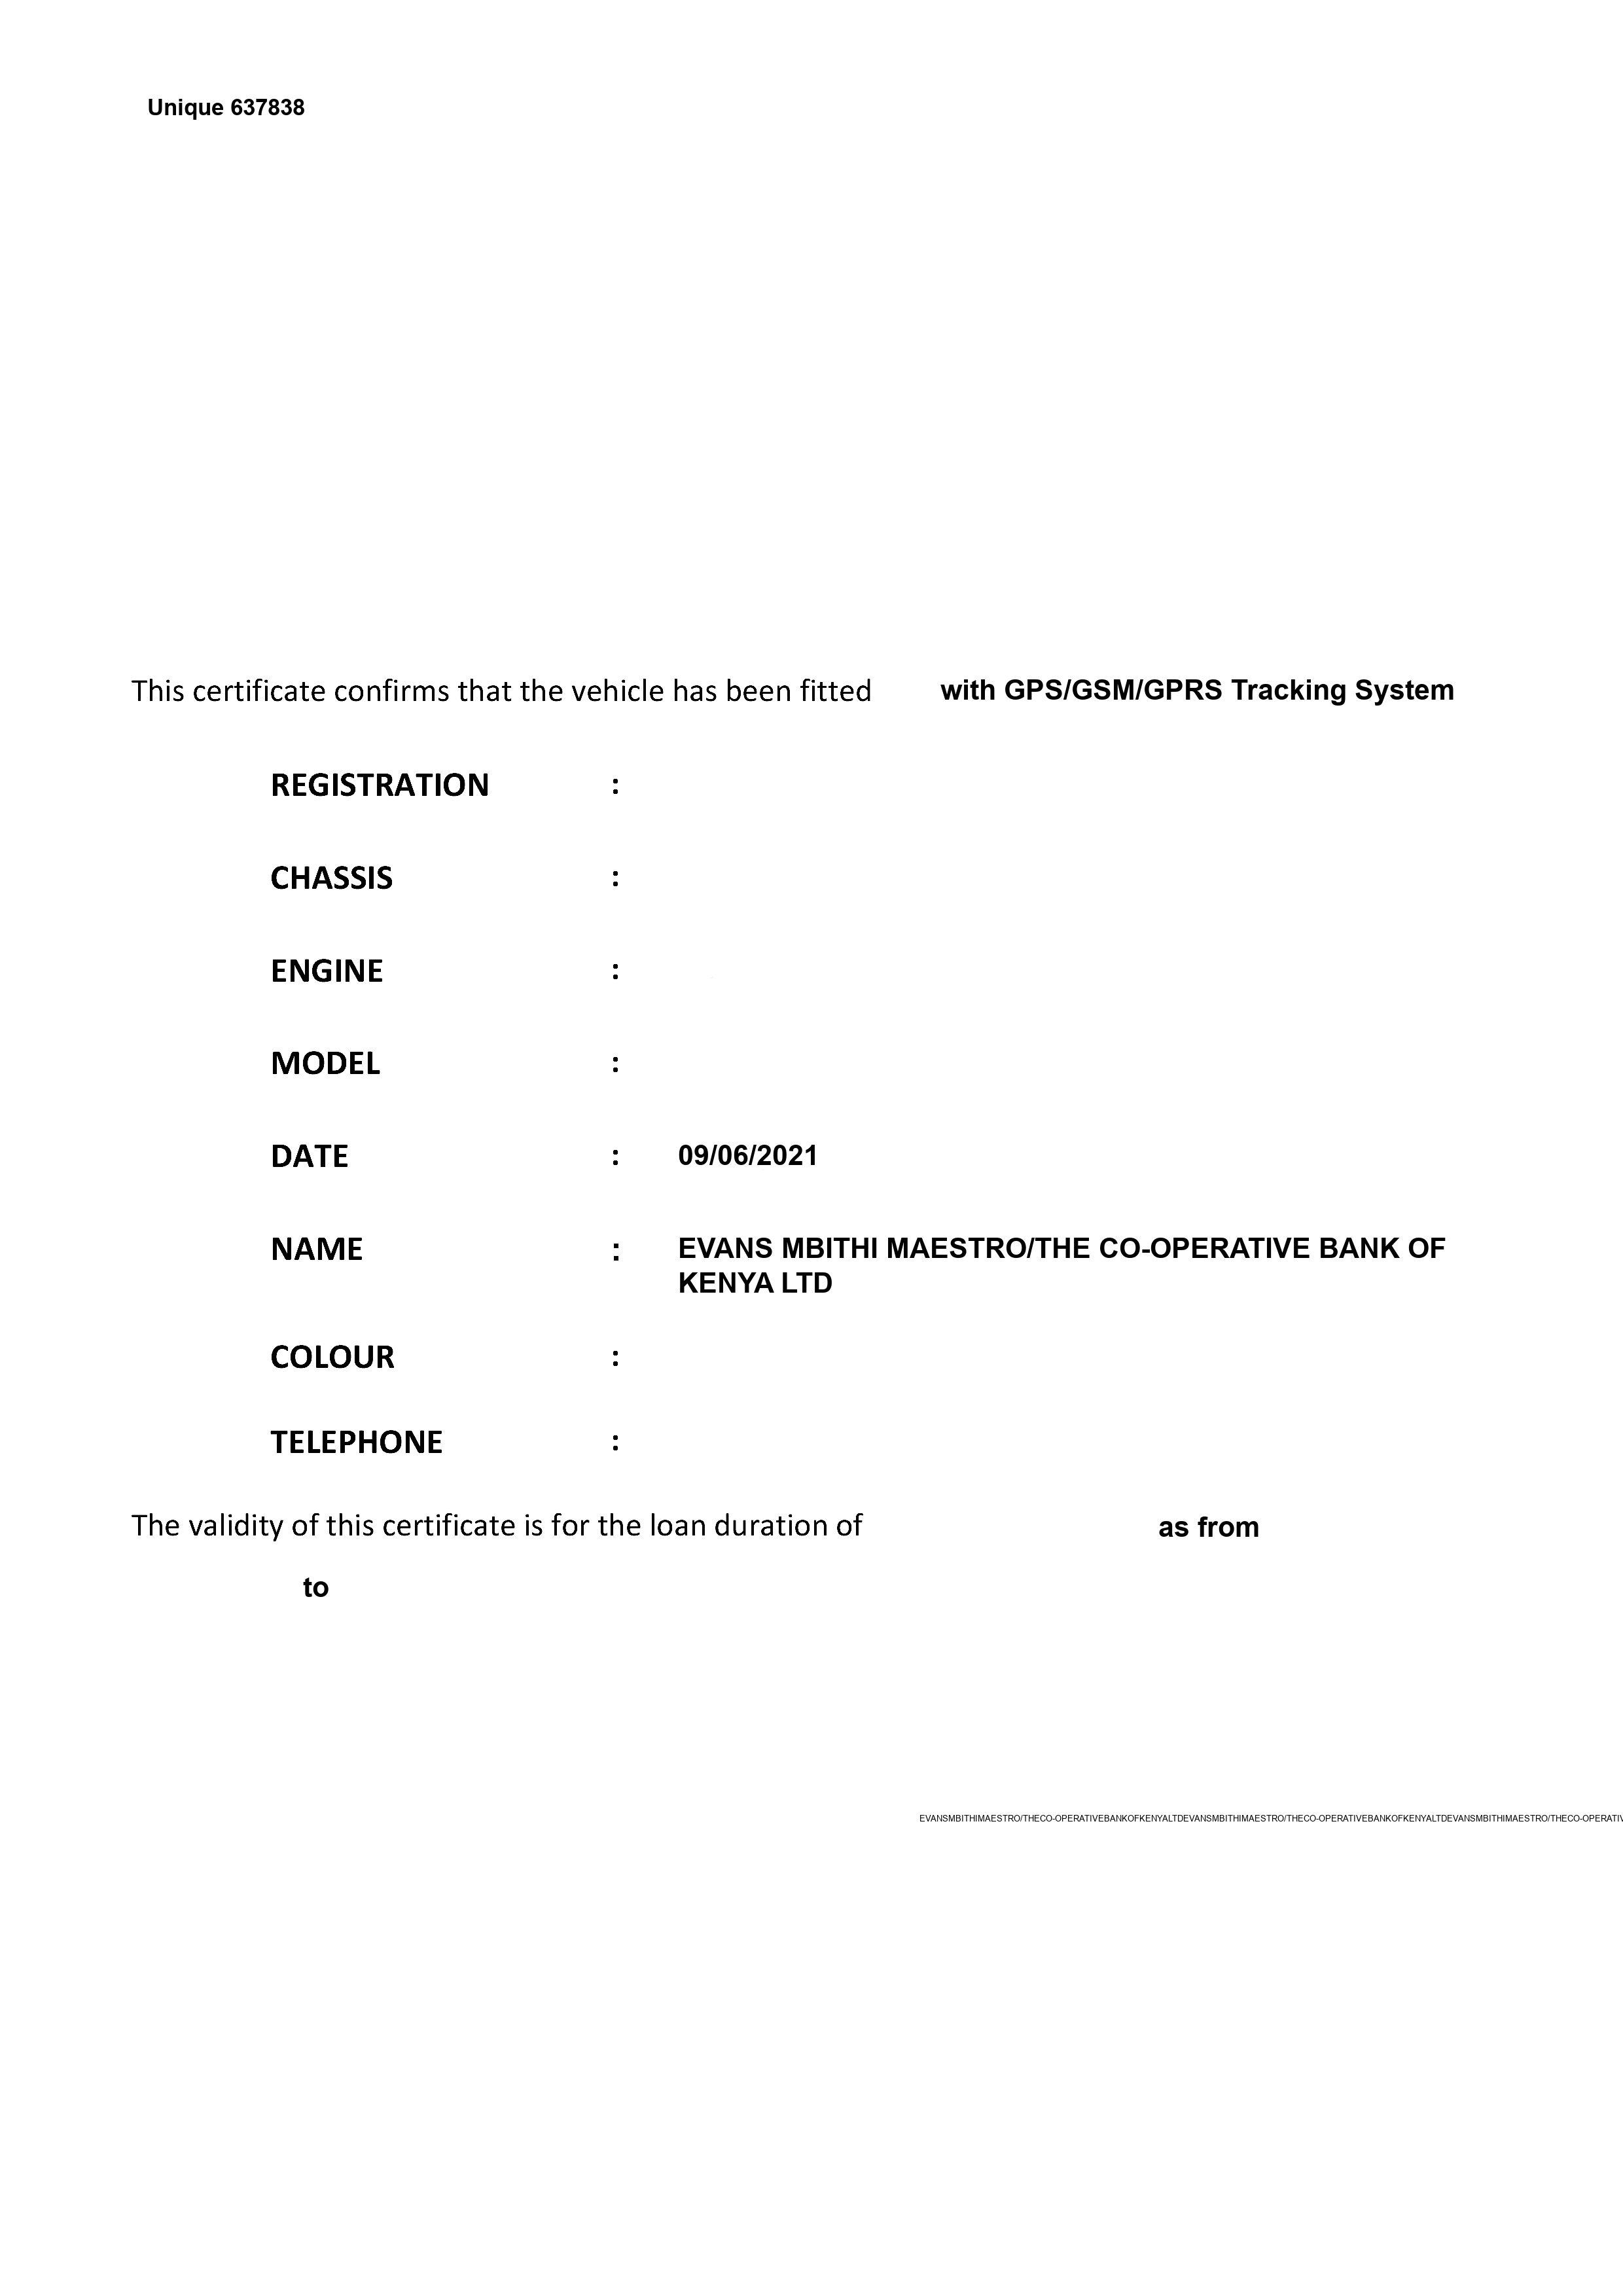 Unique 637838
This certificate confirms that the vehicle has been fitted with GPS/GSM/GPRS Tracking System
REGISTRATION :
CHASSIS :
ENGINE :
MODEL :
DATE : 09/06/2021
NAME : EVANS MBITHI MAESTRO/THE CO-OPERATIVE BANK OF
KENYA LTD
COLOUR :
TELEPHONE :
The validity of this certificate is for the loan duration of as from
to
EVANSMBITHIMAESTRO/THECO-OPERATIVEBANKOFKENYALTDEVANSMBITHIMAESTRO/THECO-OPERATIVEBANKOFKENYALTDEVANSMBITHIMAESTRO/THECO-OPERATIV